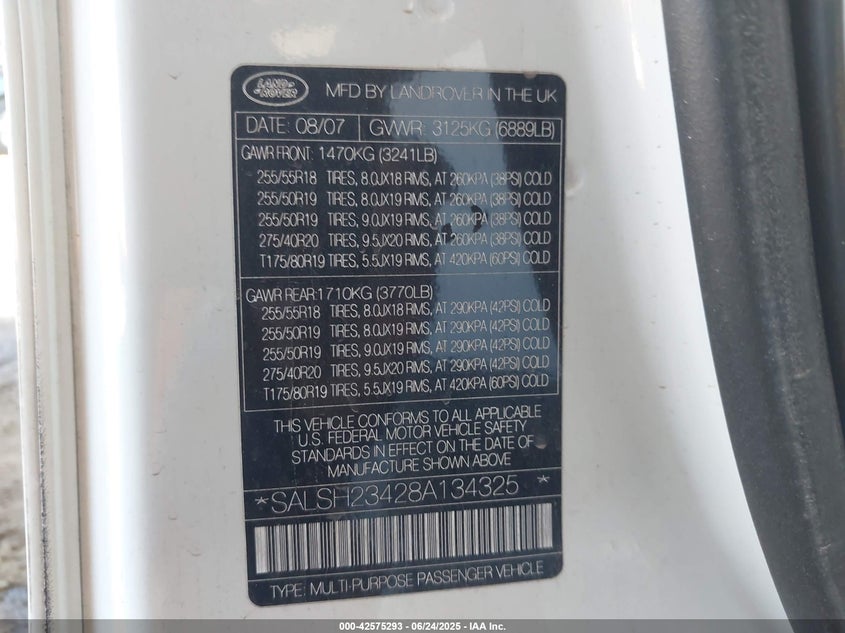 LAND ROVER
MFD BY LANDROVER IN THE UK
DATE: 08/07 GVWR: 3125KG (6889LB)
GAWR FRONT: 1470KG (3241LB)
255/55R18 TIRES, 8.0JX18 RIMS, AT 260KPA (38PSI) COLD
255/50R19 TIRES, 8.0JX19 RIMS, AT 260KPA (38PSI) COLD
255/50R19 TIRES, 9.0JX19 RIMS, AT 260KPA (38PSI) COLD
275/40R20 TIRES, 9.5JX20 RIMS, AT 260KPA (38PSI) COLD
T175/80R19 TIRES, 5.5JX19 RIMS, AT 420KPA (60PSI) COLD
GAWR REAR: 1710KG (3770LB)
255/55R18 TIRES, 8.0JX18 RIMS, AT 290KPA (42PSI) COLD
255/50R19 TIRES, 8.0JX19 RIMS, AT 290KPA (42PSI) COLD
255/50R19 TIRES, 9.0JX19 RIMS, AT 290KPA (42PSI) COLD
275/40R20 TIRES, 9.5JX20 RIMS, AT 290KPA (42PSI) COLD
T175/80R19 TIRES, 5.5JX19 RIMS, AT 420KPA (60PSI) COLD
THIS VEHICLE CONFORMS TO ALL APPLICABLE
U.S. FEDERAL MOTOR VEHICLE SAFETY
STANDARDS IN EFFECT ON THE DATE OF
MANUFACTURE SHOWN ABOVE
*SALSH23428A134325*
TYPE: MULTI-PURPOSE PASSENGER VEHICLE
000-42575293 - 06/24/2025 - IAA Inc.